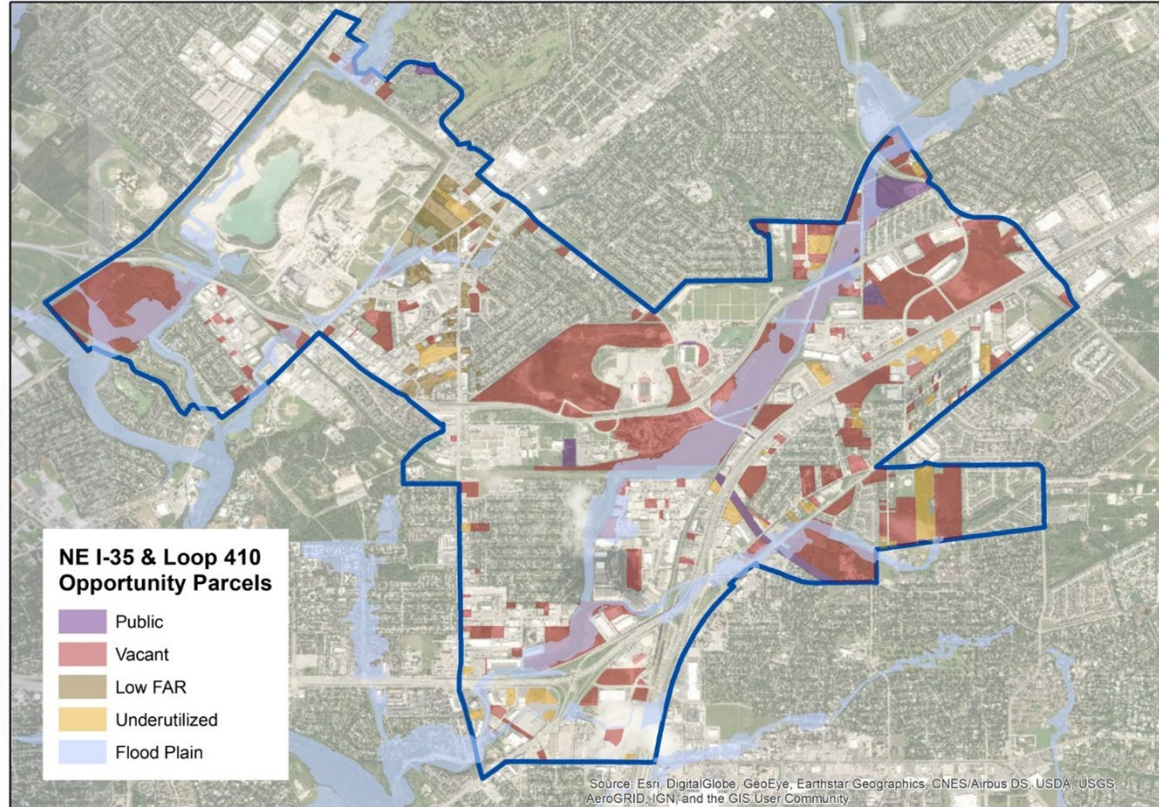 NE I-35 & Loop 410
Opportunity Parcels
Public
Vacant
Low FAR
Underutilized
Flood Plain
Source: Esri, DigitalGlobe, GeoEye, Earthstar Geographics, CNES/Airbus DS, USDA, USGS,
AeroGRID, IGN, and the GIS User Community